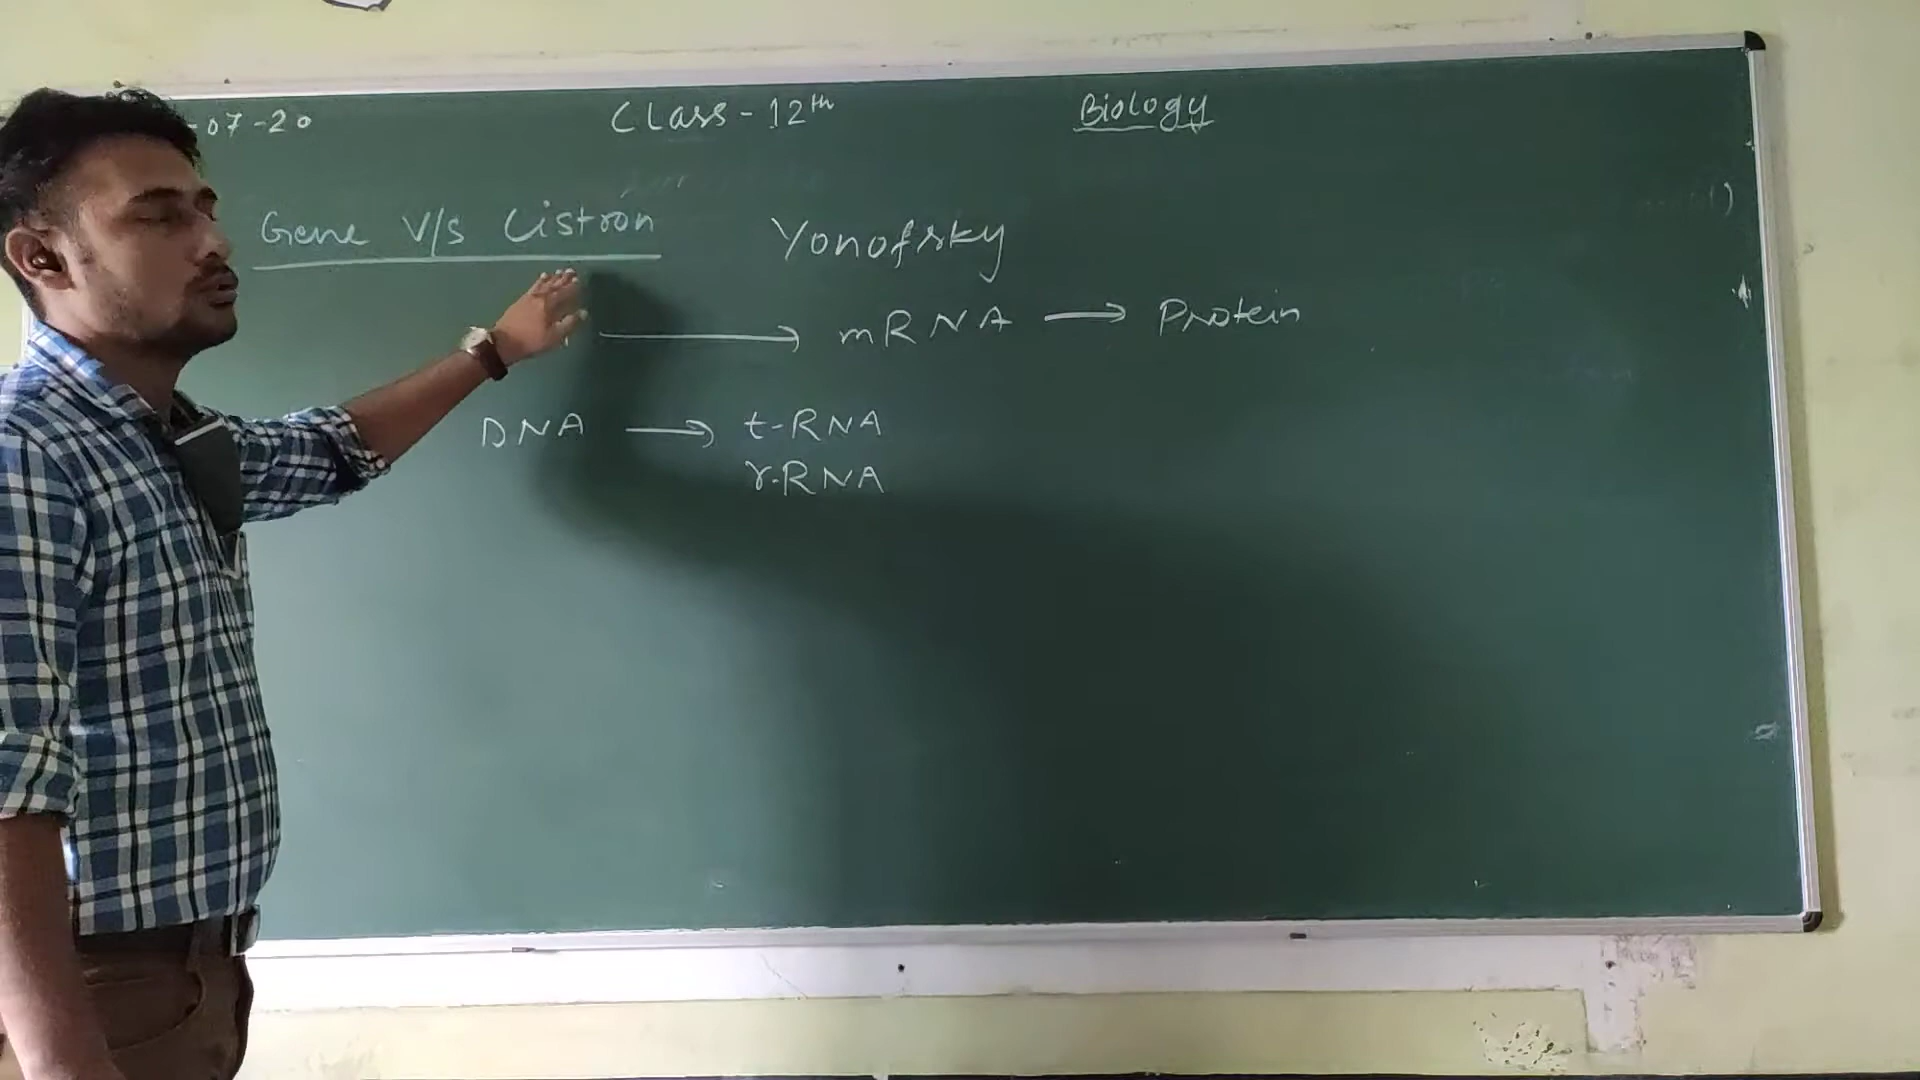 -07-20 Class-12th Biology
Gene V/s Cistron Yonofsky
→ mRNA → Protein
DNA → t-RNA
r-RNA